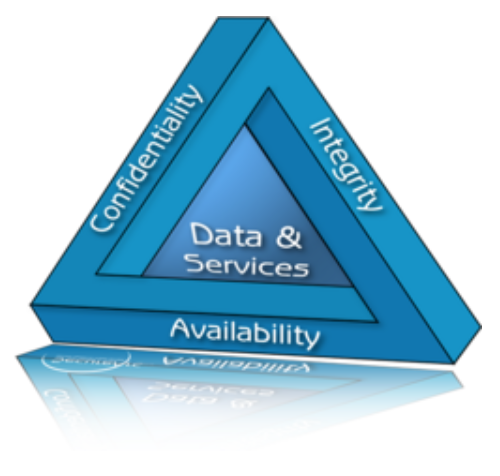 Confidentiality
Integrity
Data &
Services
Availability